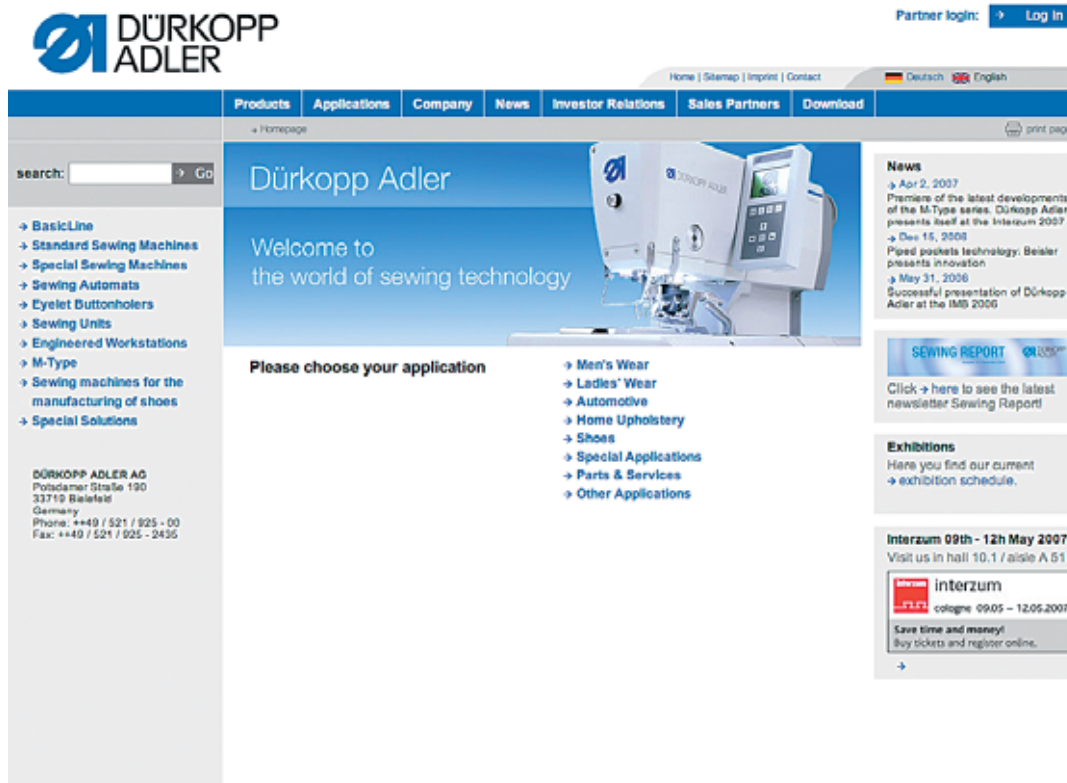 DÜRKOPP
ADLER
Partner login: Log in
Home | Sitemap | Imprint | Contact
Deutsch English
Products Applications Company News Investor Relations Sales Partners Download
Homepage
print page
search: Go
BasicLine
Standard Sewing Machines
Special Sewing Machines
Sewing Automats
Eyelet Buttonholers
Sewing Units
Engineered Workstations
M-Type
Sewing machines for the
manufacturing of shoes
Special Solutions
DÜRKOPP ADLER AG
Potsdamer Straße 190
33719 Bielefeld
Germany
Phone: ++49 / 521 / 925 - 00
Fax: ++49 / 521 / 925 - 2435
Dürkopp Adler
Welcome to
the world of sewing technology
DÜRKOPP ADLER
Please choose your application
Men's Wear
Ladies' Wear
Automotive
Home Upholstery
Shoes
Special Applications
Parts & Services
Other Applications
News
Apr 2, 2007
Premiere of the latest developments
of the M-Type series. Dürkopp Adler
presents itself at the Interzum 2007
Dec 15, 2006
Piped pockets technology: Beisler
presents innovation
May 31, 2006
Successful presentation of Dürkopp
Adler at the IMB 2006
SEWING REPORT
Click here to see the latest
newsletter Sewing Report!
Exhibitions
Here you find our current
exhibition schedule.
Interzum 09th - 12h May 2007
Visit us in hall 10.1 / aisle A 51
interzum
interzum
cologne 09.05 – 12.05.2007
Save time and money!
Buy tickets and register online.